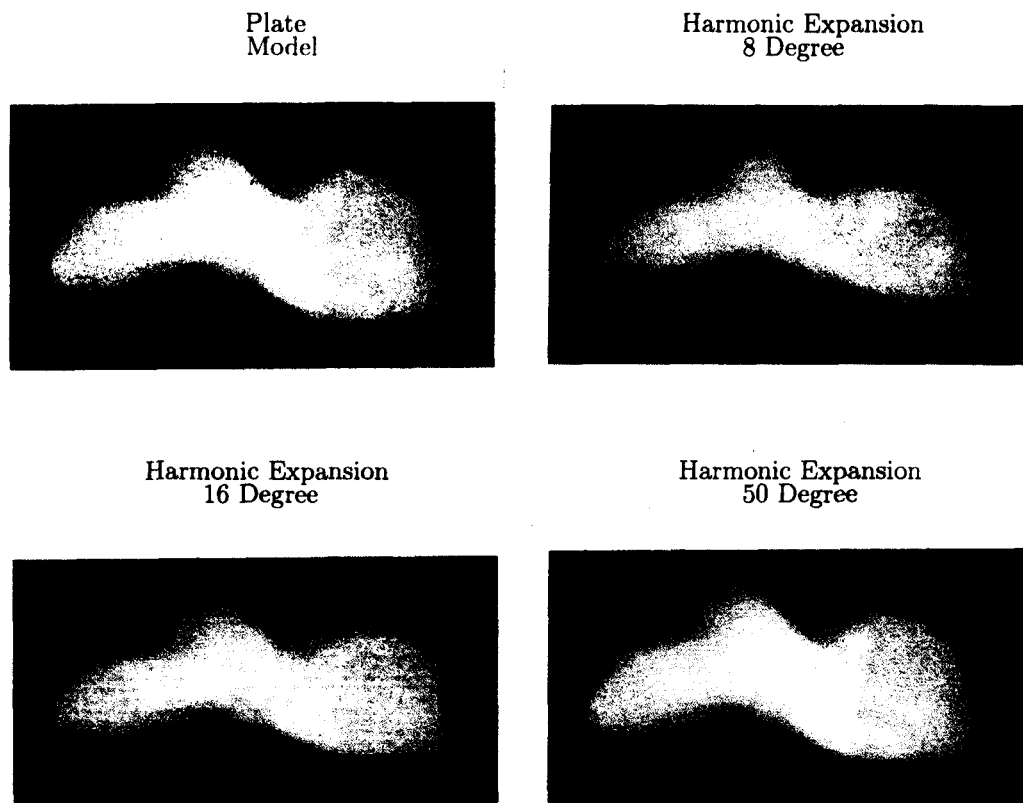 Plate
Model
Harmonic Expansion
8 Degree
Harmonic Expansion
16 Degree
Harmonic Expansion
50 Degree